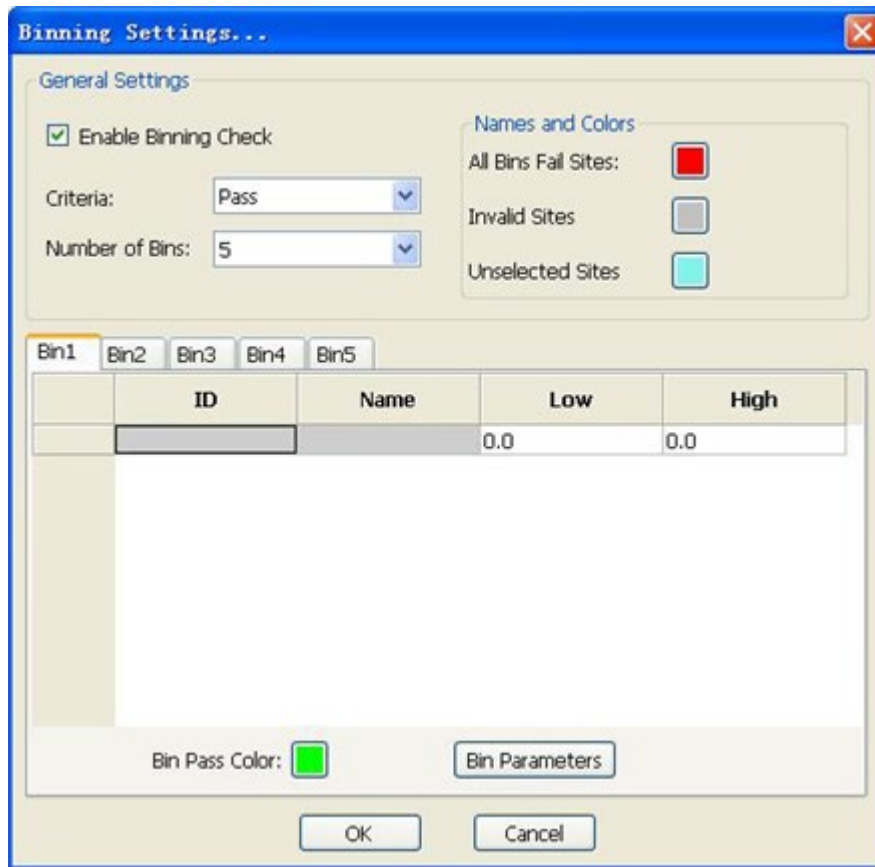 Binning Settings...
General Settings
Enable Binning Check
Criteria:
Pass
Number of Bins:
5
Names and Colors
All Bins Fail Sites:
Invalid Sites
Unselected Sites
Bin1 Bin2 Bin3 Bin4 Bin5
ID Name Low High
0.0 0.0
Bin Pass Color:
Bin Parameters
OK Cancel